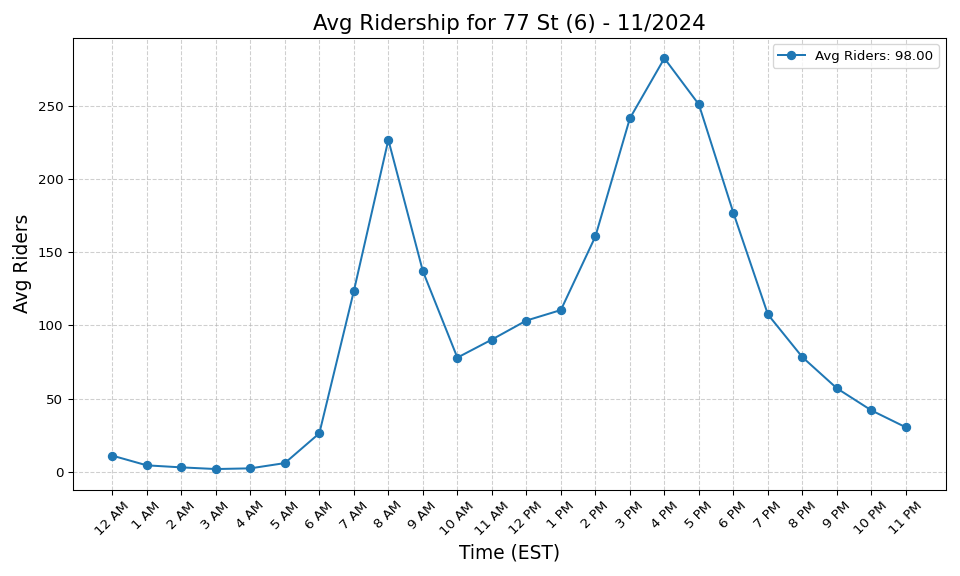 Avg Ridership for 77 St (6) - 11/2024
Avg Riders: 98.00
Avg Riders
250
200
150
100
50
0
12 AM
1 AM
2 AM
3 AM
4 AM
5 AM
6 AM
7 AM
8 AM
9 AM
10 AM
11 AM
12 PM
1 PM
2 PM
3 PM
4 PM
5 PM
6 PM
7 PM
8 PM
9 PM
10 PM
11 PM
Time (EST)